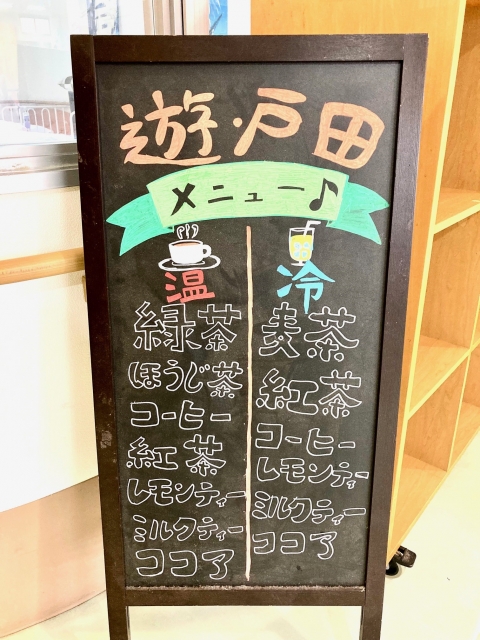 遊・戸田
メニュー♪
温
緑茶
ほうじ茶
コーヒー
紅茶
レモンティー
ミルクティー
ココア
冷
麦茶
紅茶
コーヒー
レモンティー
ミルクティー
ココア